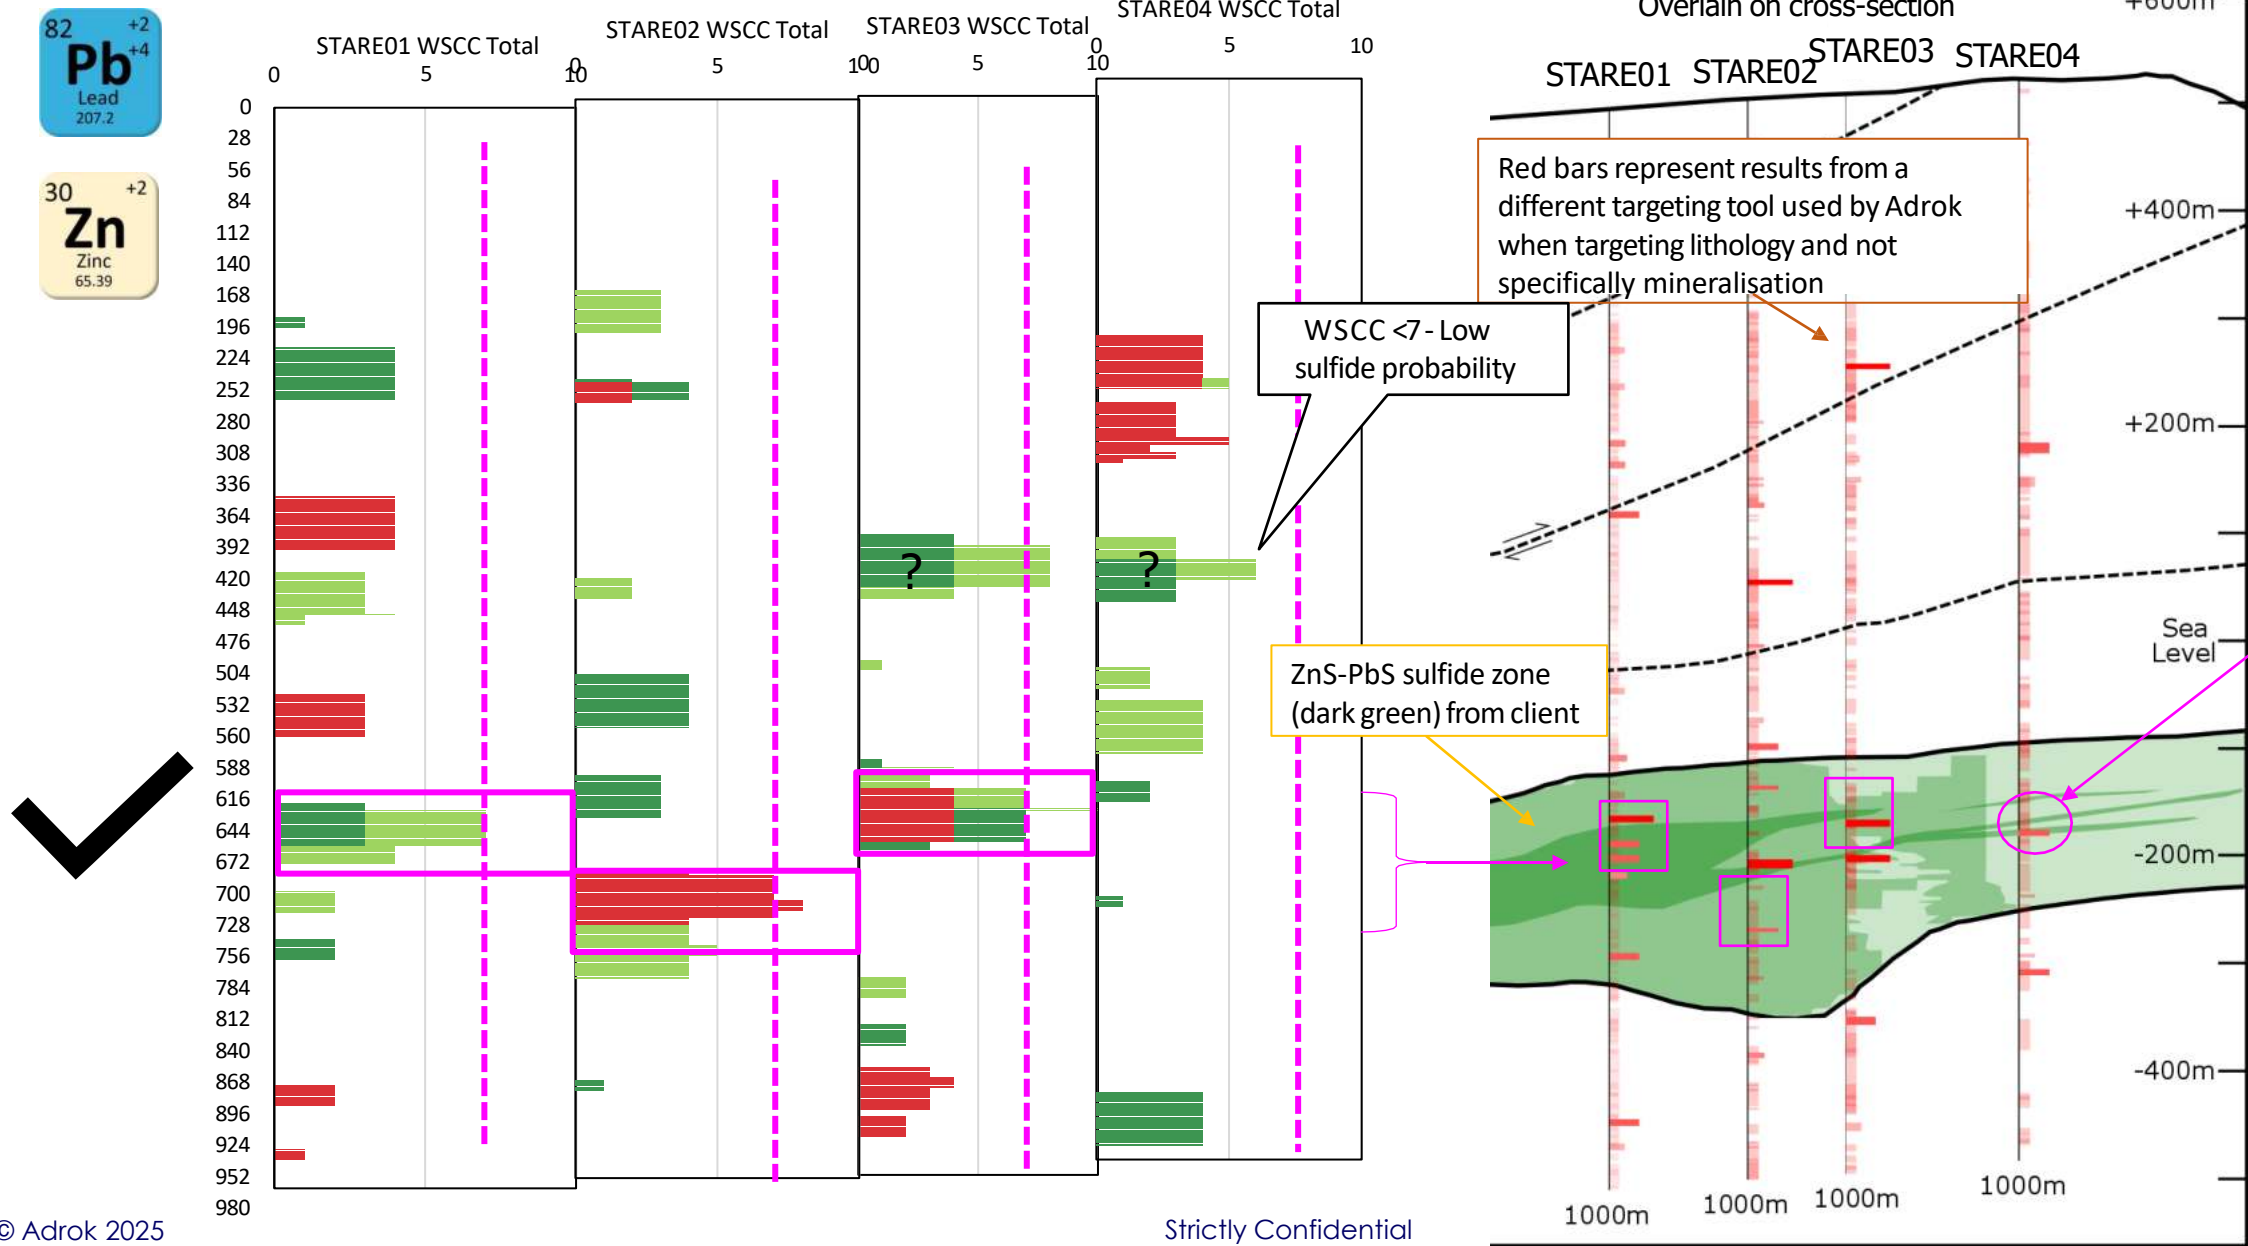 82 +2
+4
Pb
Lead
207.2
30 +2
Zn
Zinc
65.39
STARE01 WSCC Total
0 5 10
STARE02 WSCC Total
0 5 10
STARE03 WSCC Total
0 5 10
STARE04 WSCC Total
0 5 10
0
28
56
84
112
140
168
196
224
252
280
308
336
364
392
420
448
476
504
532
560
588
616
644
672
700
728
756
784
812
840
868
896
924
952
980
?
?
WSCC <7 - Low
sulfide probability
ZnS-PbS sulfide zone
(dark green) from client
Overlain on cross-section
STARE01 STARE02 STARE03 STARE04
Red bars represent results from a
different targeting tool used by Adrok
when targeting lithology and not
specifically mineralisation
+600m
+400m
+200m
Sea
Level
-200m
-400m
1000m
1000m
1000m
1000m
© Adrok 2025
Strictly Confidential